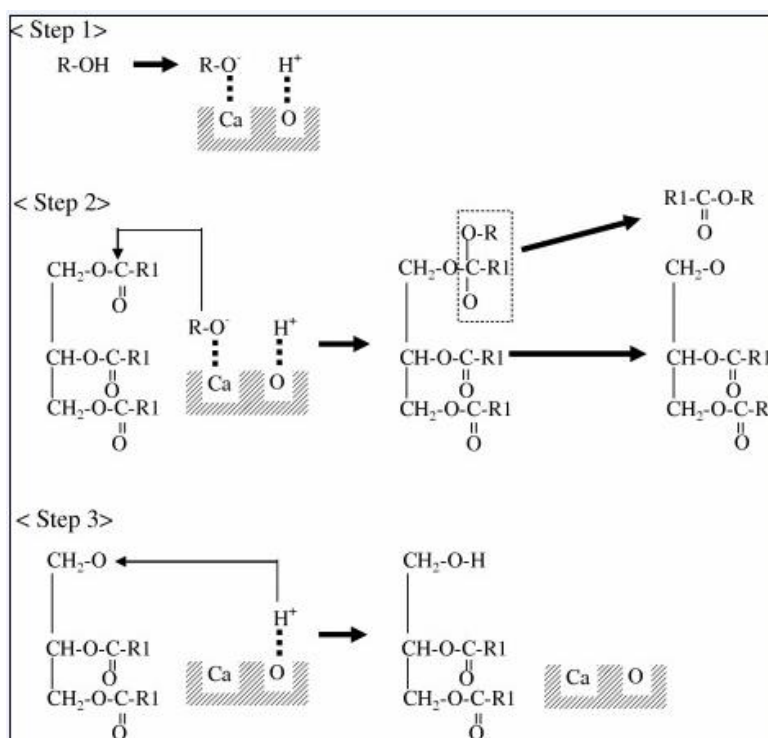 < Step 1>
R-OH R-O⁻ H⁺
Ca O
< Step 2>
R1-C-O-R
O
O-R
CH₂-O-C-R1 CH₂-O-C-R1 CH₂-O
O O
R-O⁻ H⁺
CH-O-C-R1 CH-O-C-R1 CH-O-C-R1
O Ca O O O
CH₂-O-C-R1 CH₂-O-C-R1 CH₂-O-C-R
O O O
< Step 3>
CH₂-O CH₂-O-H
H⁺
CH-O-C-R1 CH-O-C-R1
O Ca O O Ca O
CH₂-O-C-R1 CH₂-O-C-R1
O O